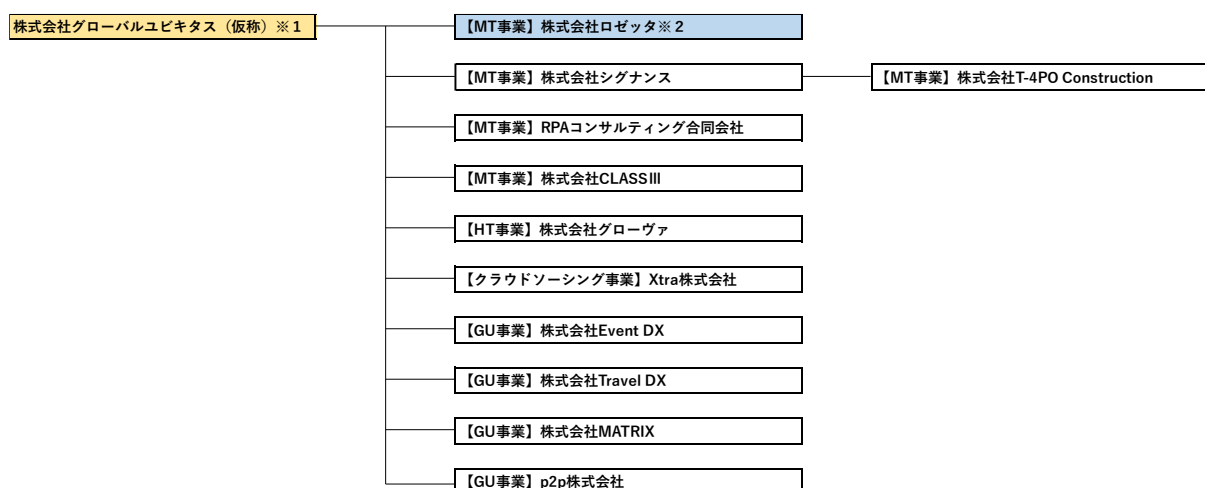 株式会社グローバルユビキタス（仮称）※１
【MT事業】株式会社ロゼッタ※２
【MT事業】株式会社シグナンス
【MT事業】株式会社T-4PO Construction
【MT事業】RPAコンサルティング合同会社
【MT事業】株式会社CLASSⅢ
【HT事業】株式会社グローヴァ
【クラウドソーシング事業】Xtra株式会社
【GU事業】株式会社Event DX
【GU事業】株式会社Travel DX
【GU事業】株式会社MATRIX
【GU事業】p2p株式会社